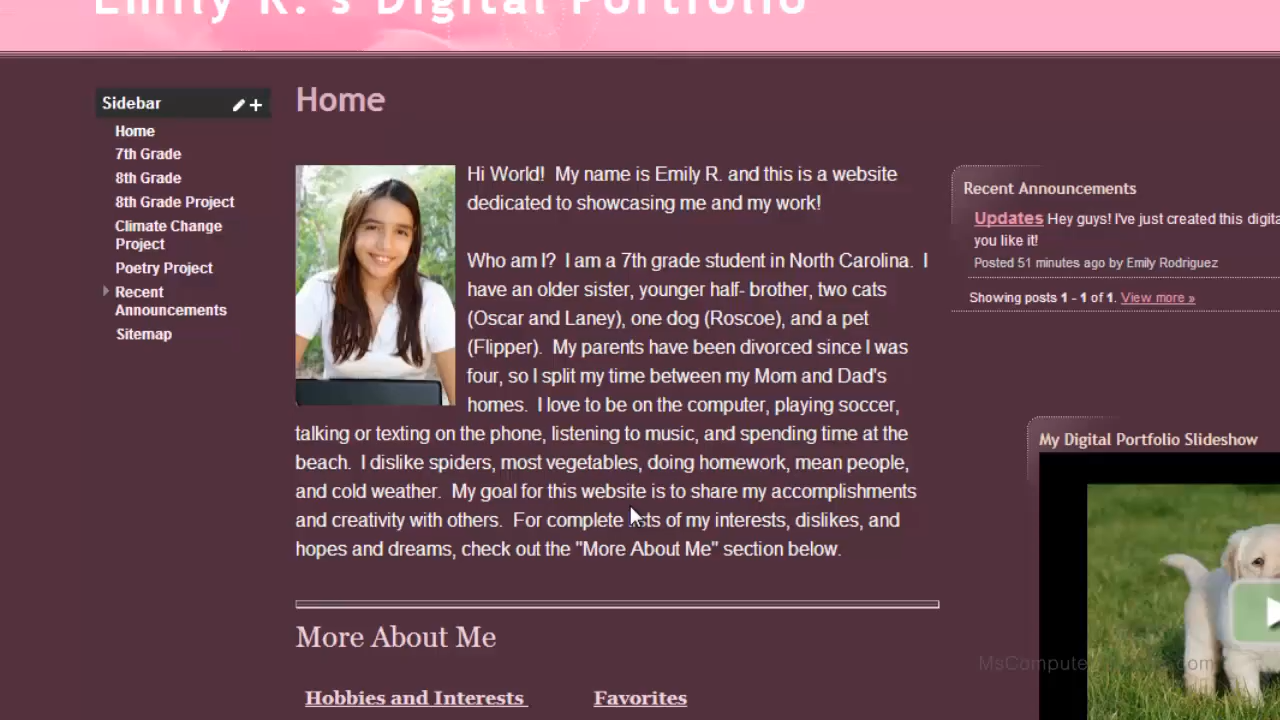 Emily R.'s Digital Portfolio
Sidebar
Home
7th Grade
8th Grade
8th Grade Project
Climate Change
Project
Poetry Project
Recent
Announcements
Sitemap
Home
Hi World! My name is Emily R. and this is a website
dedicated to showcasing me and my work!
Who am I? I am a 7th grade student in North Carolina. I
have an older sister, younger half- brother, two cats
(Oscar and Laney), one dog (Roscoe), and a pet
(Flipper). My parents have been divorced since I was
four, so I split my time between my Mom and Dad's
homes. I love to be on the computer, playing soccer,
talking or texting on the phone, listening to music, and spending time at the
beach. I dislike spiders, most vegetables, doing homework, mean people,
and cold weather. My goal for this website is to share my accomplishments
and creativity with others. For complete lists of my interests, dislikes, and
hopes and dreams, check out the "More About Me" section below.
More About Me
Hobbies and Interests
Favorites
Recent Announcements
Updates Hey guys! I've just created this
you like it!
Posted 51 minutes ago by Emily Rodriguez
Showing posts 1 - 1 of 1. View more »
My Digital Portfolio Slideshow